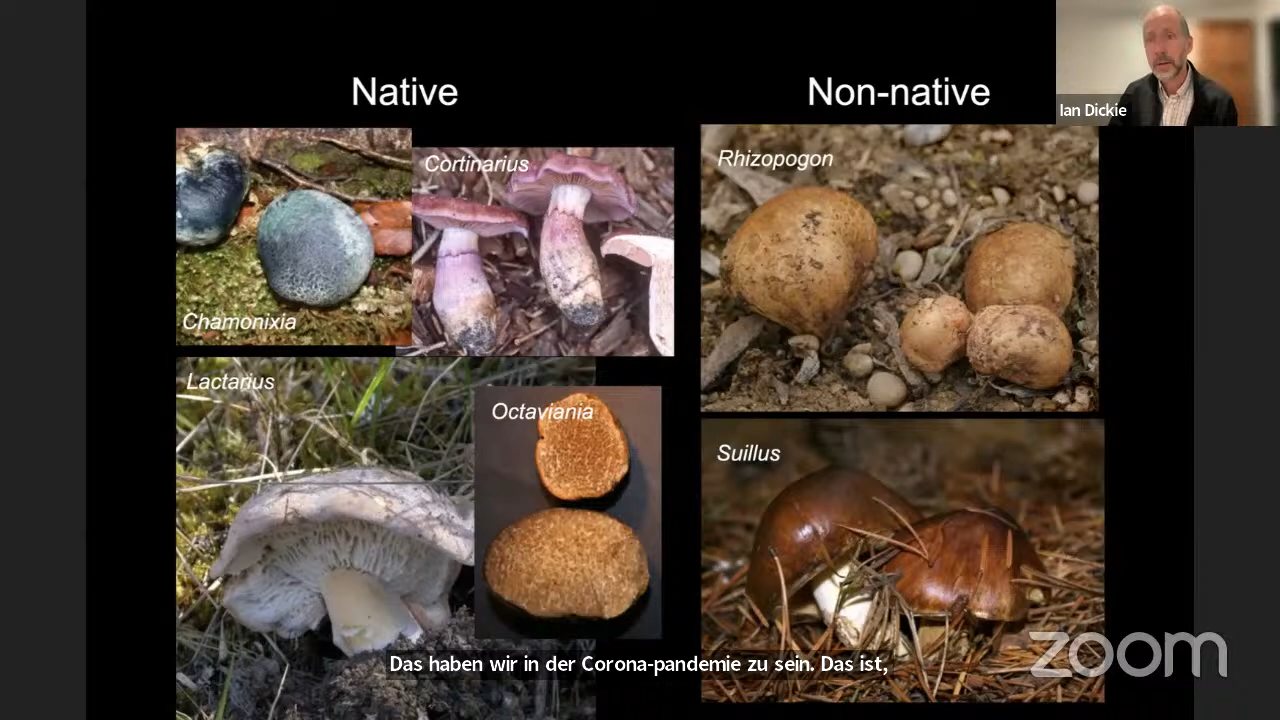 Native
Non-native
Ian Dickie
Cortinarius
Rhizopogon
Chamonixia
Lactarius
Octaviania
Suillus
Das haben wir in der Corona-pandemie zu sein. Das ist,
zoom